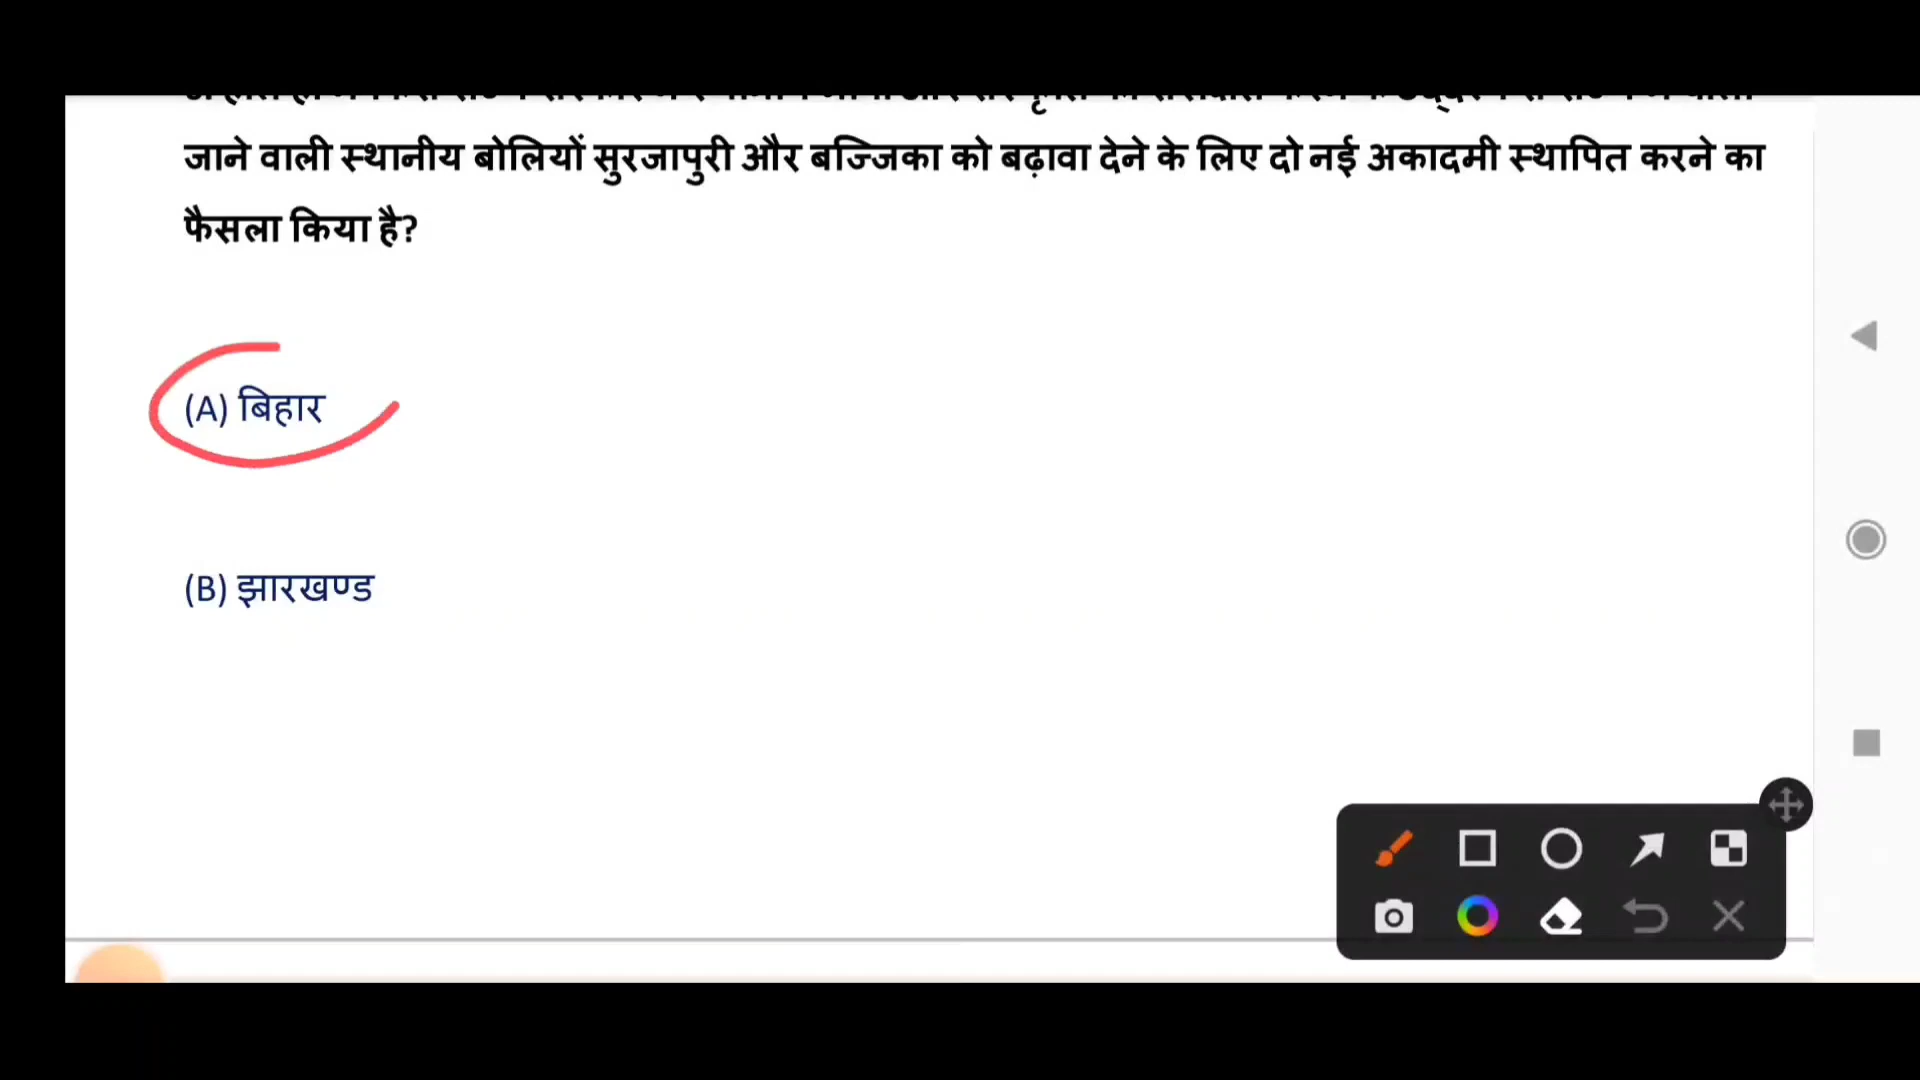 जाने वाली स्थानीय बोलियों सुरजापुरी और बज्जिका को बढ़ावा देने के लिए दो नई अकादमी स्थापित करने का
फैसला किया है?
(A) बिहार
(B) झारखण्ड